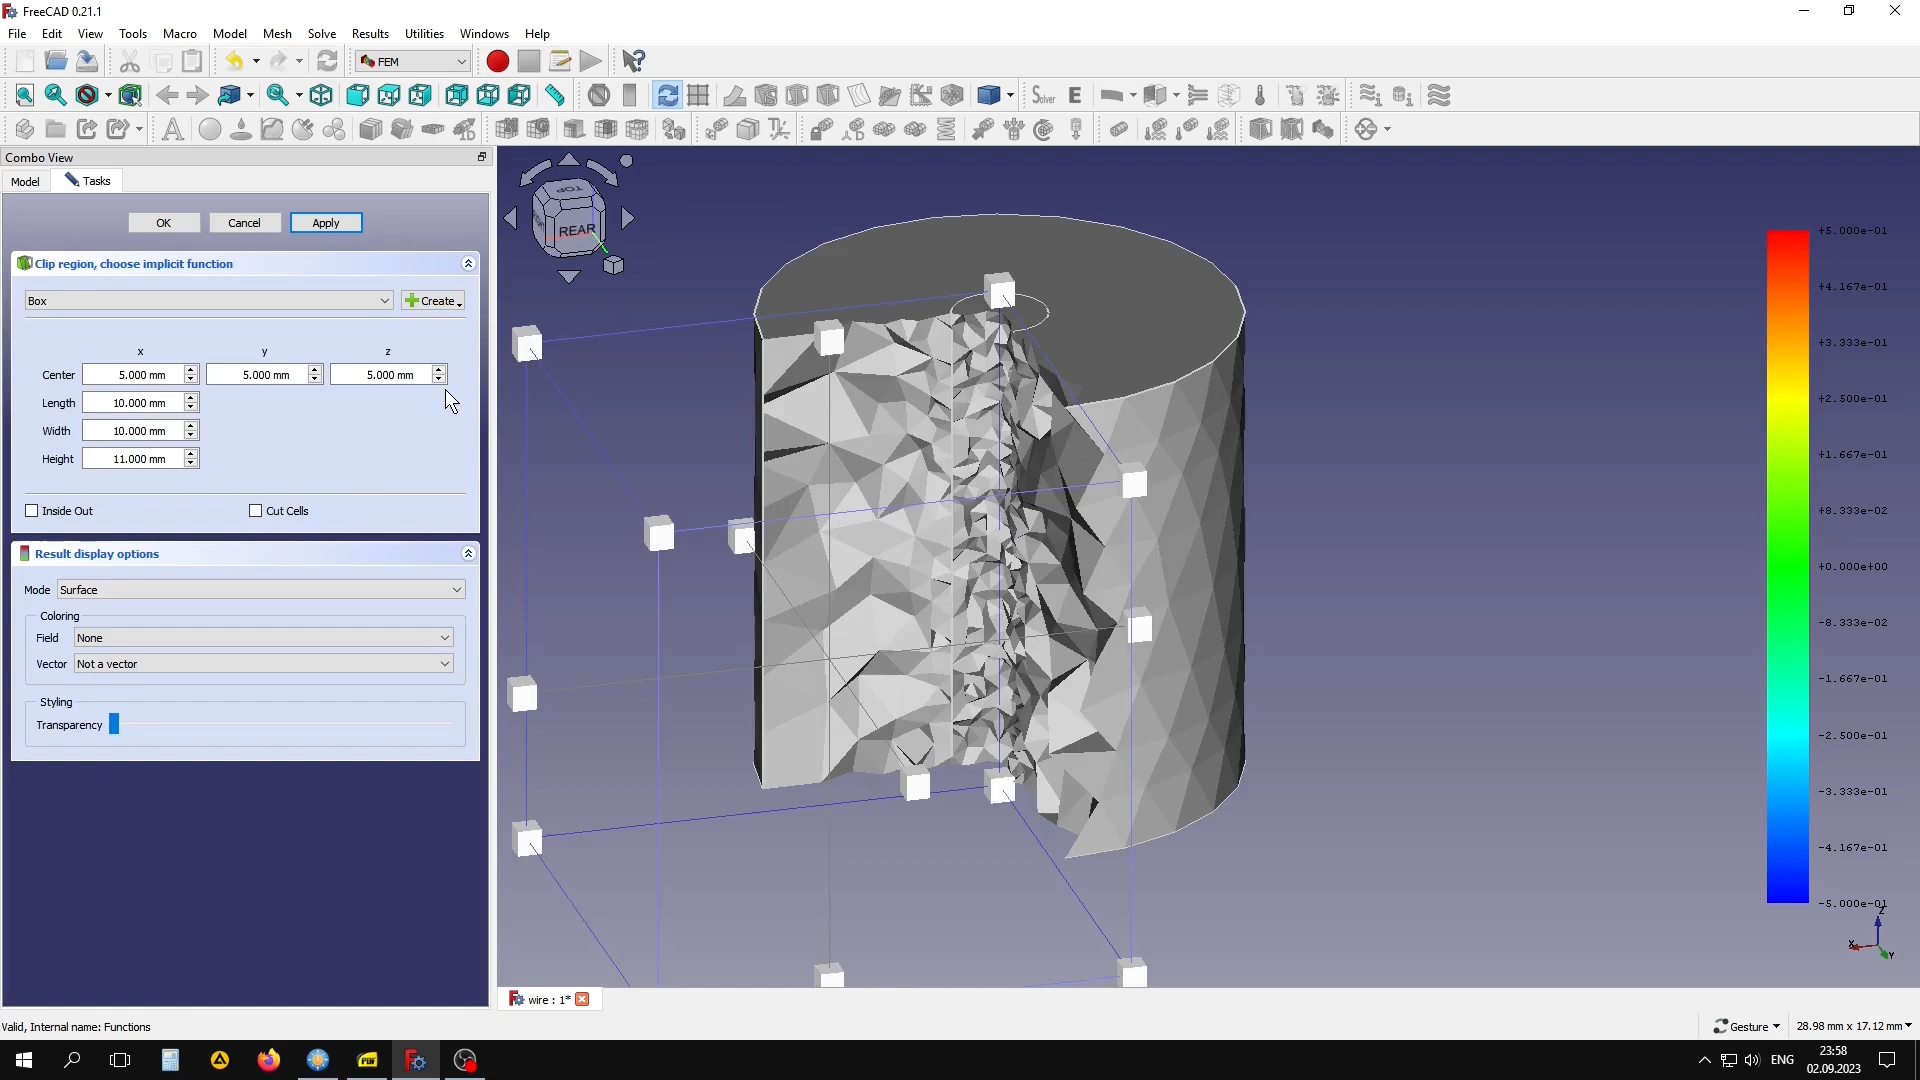 FreeCAD 0.21.1
File Edit View Tools Macro Model Mesh Solve Results Utilities Windows Help
FEM
Solver E
Combo View
Model Tasks
OK Cancel Apply
Clip region, choose implicit function
Box Create
x y z
Center 5.000 mm 5.000 mm 5.000 mm
Length 10.000 mm
Width 10.000 mm
Height 11.000 mm
Inside Out Cut Cells
Result display options
Mode Surface
Coloring
Field None
Vector Not a vector
Styling
Transparency
TOP
REAR
+5.000e-01
+4.167e-01
+3.333e-01
+2.500e-01
+1.667e-01
+8.333e-02
+0.000e+00
-8.333e-02
-1.667e-01
-2.500e-01
-3.333e-01
-4.167e-01
-5.000e-01
Z
X
Y
wire : 1*
Valid, Internal name: Functions
Gesture 28.98 mm x 17.12 mm
PDF
ENG
23:58
02.09.2023